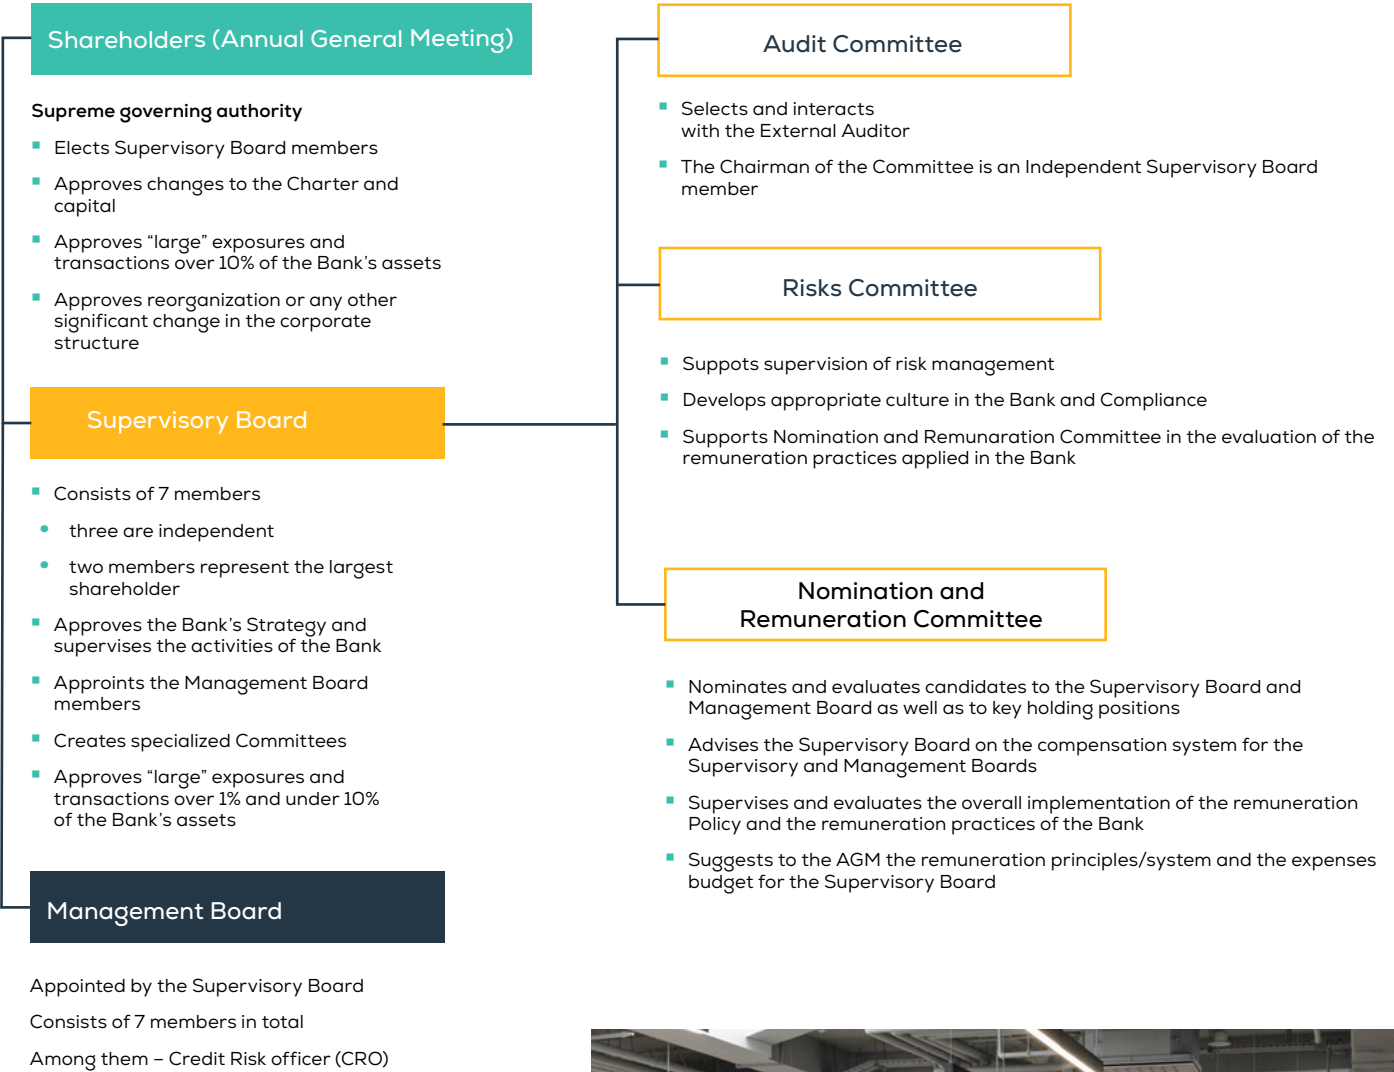 Shareholders (Annual General Meeting)
Supreme governing authority
Elects Supervisory Board members
Approves changes to the Charter and
capital
Approves “large” exposures and
transactions over 10% of the Bank’s assets
Approves reorganization or any other
significant change in the corporate
structure
Supervisory Board
Consists of 7 members
three are independent
two members represent the largest
shareholder
Approves the Bank’s Strategy and
supervises the activities of the Bank
Approints the Management Board
members
Creates specialized Committees
Approves “large” exposures and
transactions over 1% and under 10%
of the Bank’s assets
Management Board
Appointed by the Supervisory Board
Consists of 7 members in total
Among them – Credit Risk officer (CRO)
Audit Committee
Selects and interacts
with the External Auditor
The Chairman of the Committee is an Independent Supervisory Board
member
Risks Committee
Suppots supervision of risk management
Develops appropriate culture in the Bank and Compliance
Supports Nomination and Remunaration Committee in the evaluation of the
remuneration practices applied in the Bank
Nomination and
Remuneration Committee
Nominates and evaluates candidates to the Supervisory Board and
Management Board as well as to key holding positions
Advises the Supervisory Board on the compensation system for the
Supervisory and Management Boards
Supervises and evaluates the overall implementation of the remuneration
Policy and the remuneration practices of the Bank
Suggests to the AGM the remuneration principles/system and the expenses
budget for the Supervisory Board